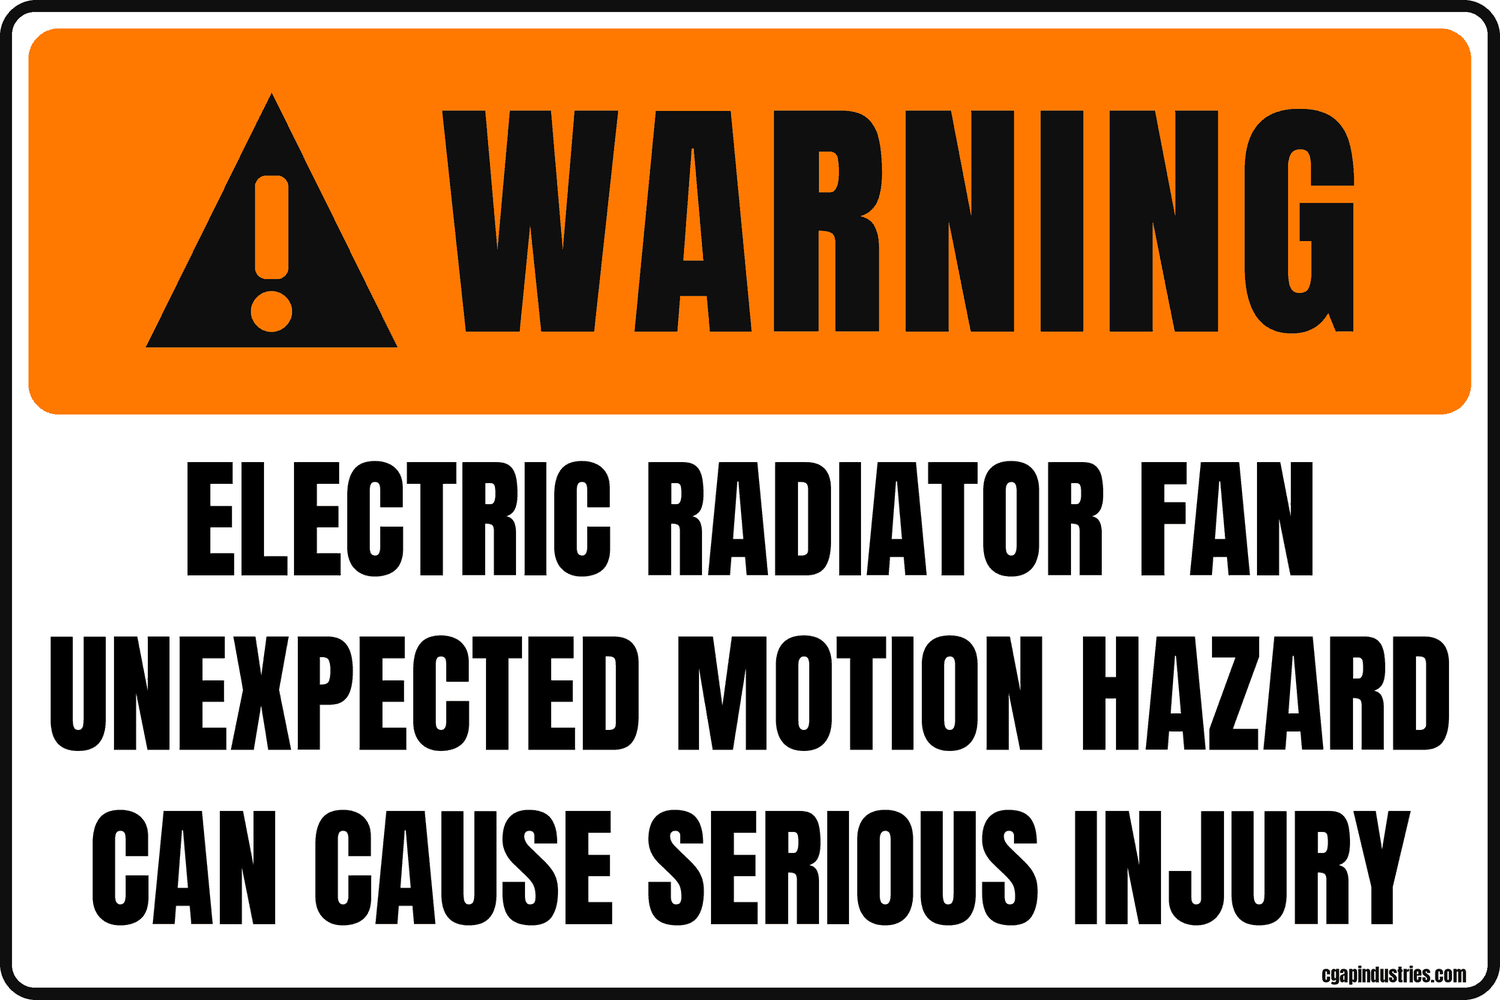 WARNING
ELECTRIC RADIATOR FAN
UNEXPECTED MOTION HAZARD
CAN CAUSE SERIOUS INJURY
cgapindustries.com